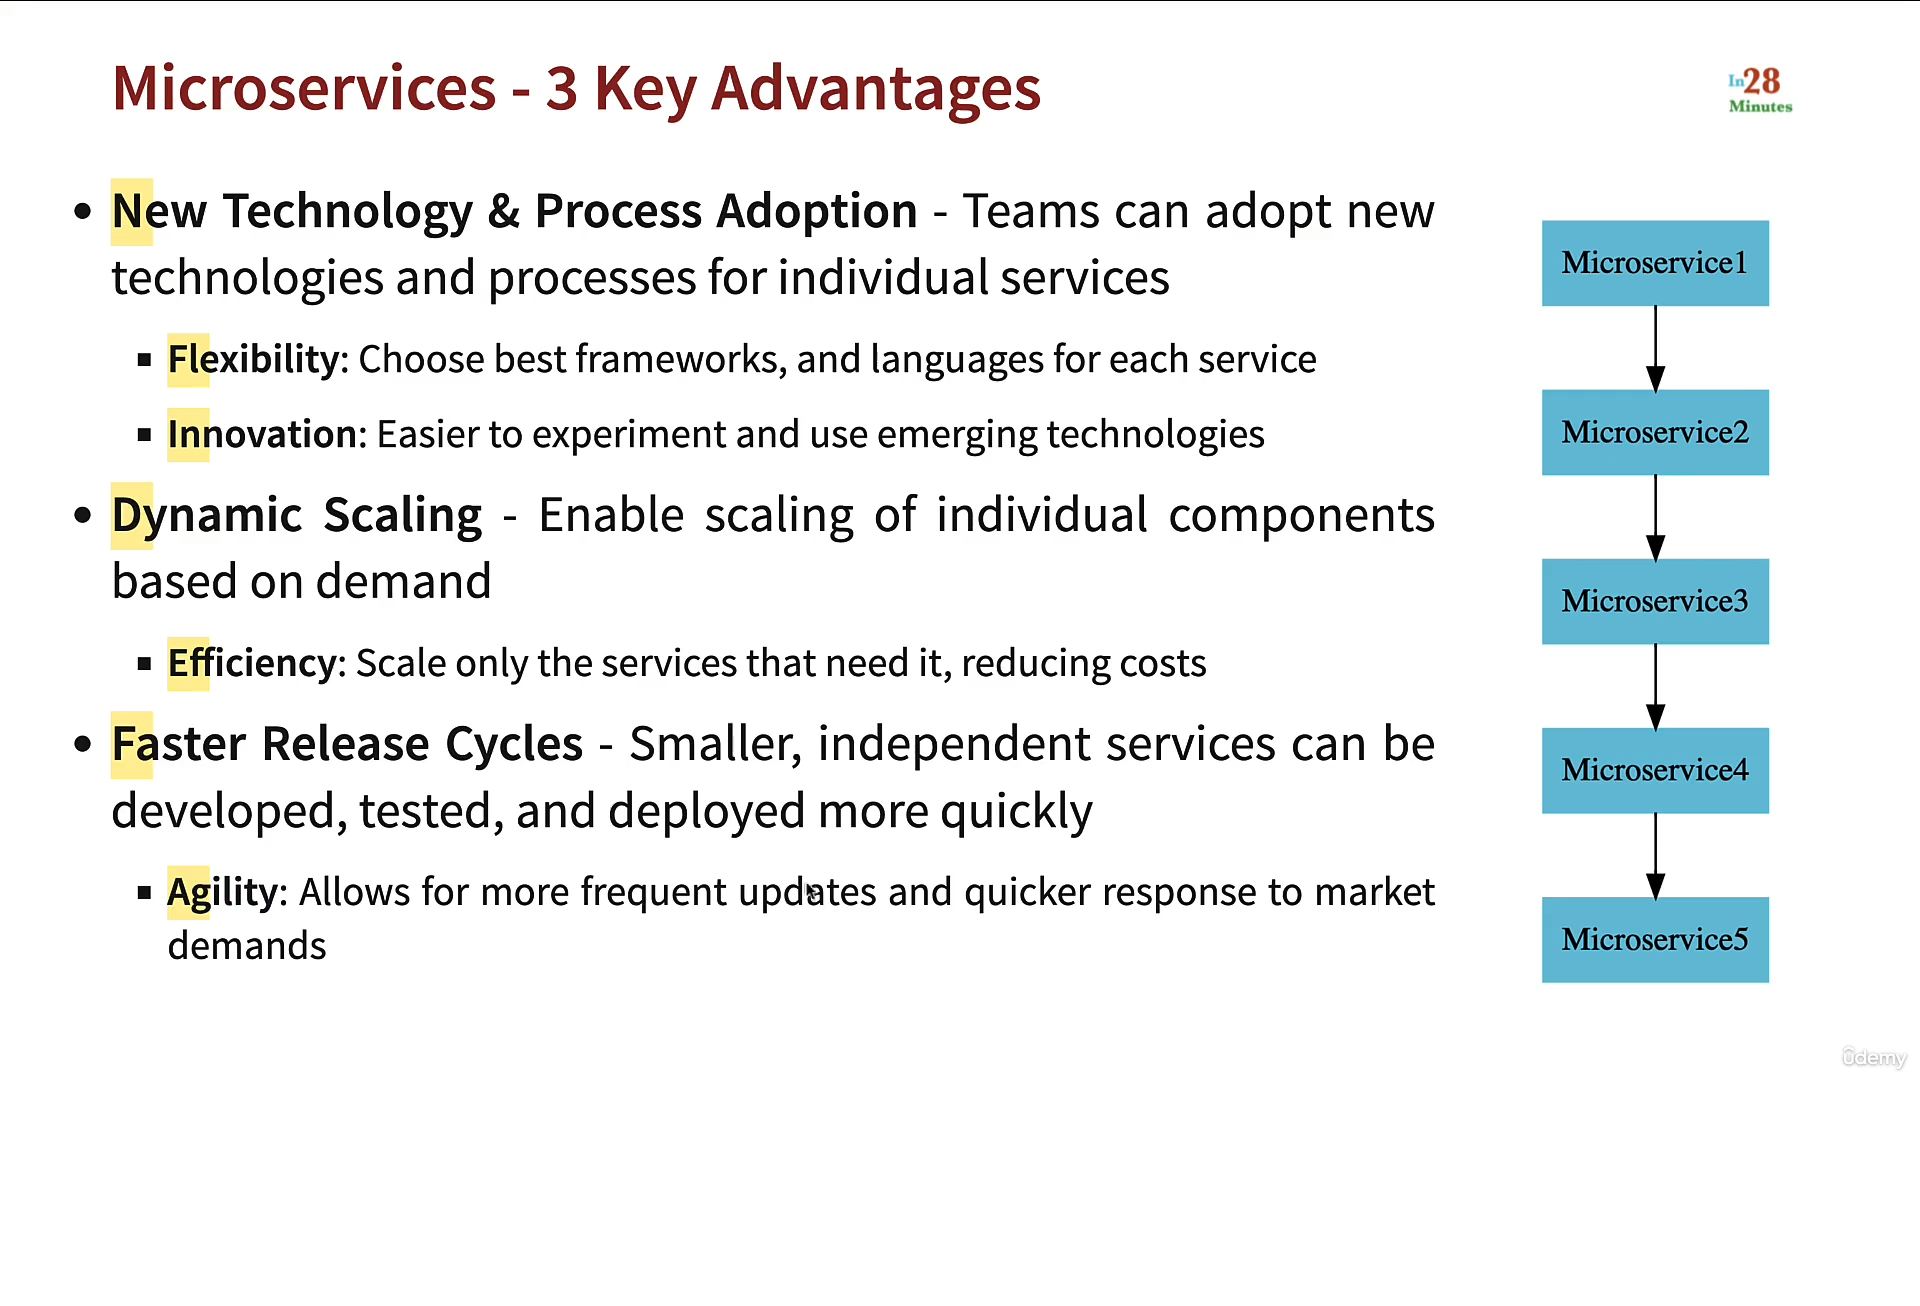 Microservices - 3 Key Advantages
In28
Minutes
• New Technology & Process Adoption - Teams can adopt new
technologies and processes for individual services
▪ Flexibility: Choose best frameworks, and languages for each service
▪ Innovation: Easier to experiment and use emerging technologies
• Dynamic Scaling - Enable scaling of individual components
based on demand
▪ Efficiency: Scale only the services that need it, reducing costs
• Faster Release Cycles - Smaller, independent services can be
developed, tested, and deployed more quickly
▪ Agility: Allows for more frequent updates and quicker response to market
demands
Microservice1
Microservice2
Microservice3
Microservice4
Microservice5
ûdemy